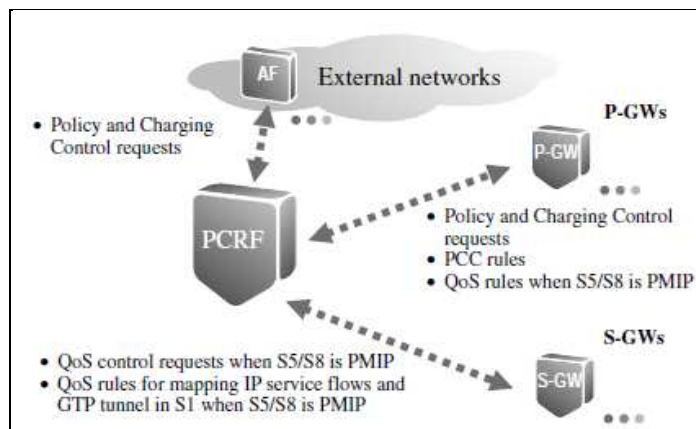 AF
External networks
• Policy and Charging
Control requests
P-GWs
P-GW
PCRF
• Policy and Charging Control
requests
• PCC rules
• QoS rules when S5/S8 is PMIP
S-GWs
• QoS control requests when S5/S8 is PMIP
• QoS rules for mapping IP service flows and
GTP tunnel in S1 when S5/S8 is PMIP
S-GW